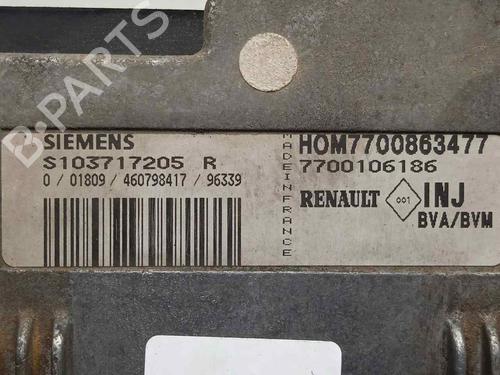 B-PARTS
SIEMENS
S103717205 R
0 / 01809 / 460798417 / 96339
MADE IN FRANCE
HOM7700863477
7700106186
RENAULT 001 INJ
BVA/BVM